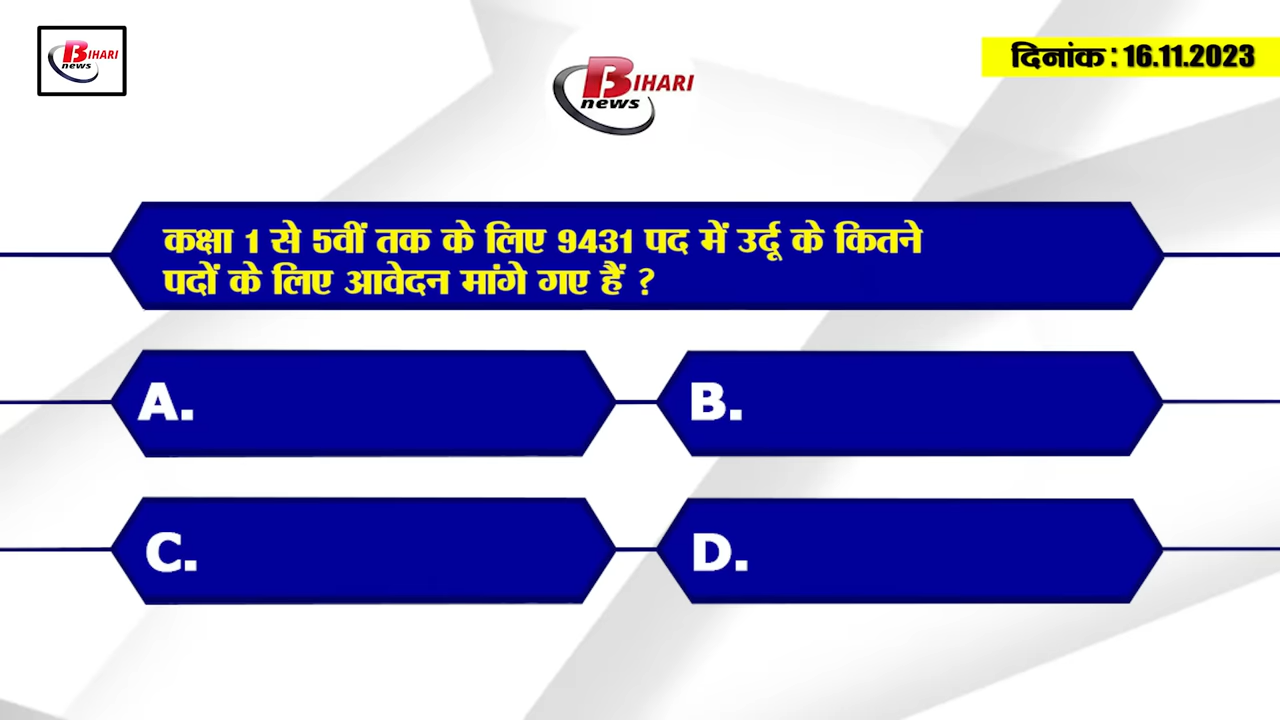 BIHARI
news
दिनांक : 16.11.2023
BIHARI
news
कक्षा 1 से 5वीं तक के लिए 9431 पद में उर्दू के कितने
पदों के लिए आवेदन मांगे गए हैं ?
A.
B.
C.
D.